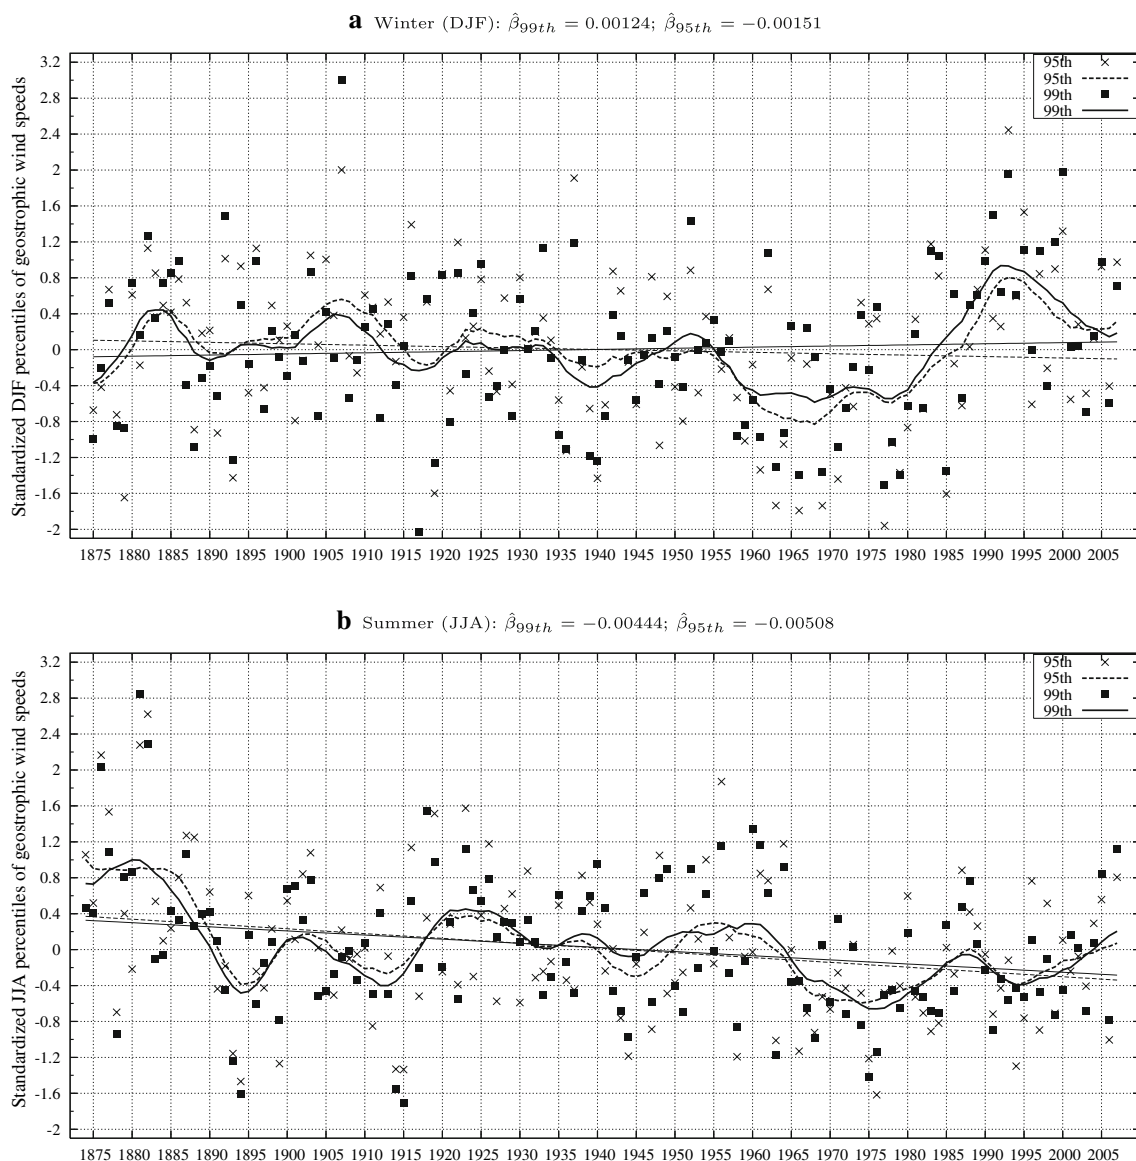 a Winter (DJF): β̂99th = 0.00124; β̂95th = −0.00151
Standardized DJF percentiles of geostrophic wind speeds
3.2
2.8
2.4
2
1.6
1.2
0.8
0.4
0
-0.4
-0.8
-1.2
-1.6
-2
95th
95th
99th
99th
1875 1880 1885 1890 1895 1900 1905 1910 1915 1920 1925 1930 1935 1940 1945 1950 1955 1960 1965 1970 1975 1980 1985 1990 1995 2000 2005
b Summer (JJA): β̂99th = −0.00444; β̂95th = −0.00508
Standardized JJA percentiles of geostrophic wind speeds
3.2
2.8
2.4
2
1.6
1.2
0.8
0.4
0
-0.4
-0.8
-1.2
-1.6
-2
95th
95th
99th
99th
1875 1880 1885 1890 1895 1900 1905 1910 1915 1920 1925 1930 1935 1940 1945 1950 1955 1960 1965 1970 1975 1980 1985 1990 1995 2000 2005